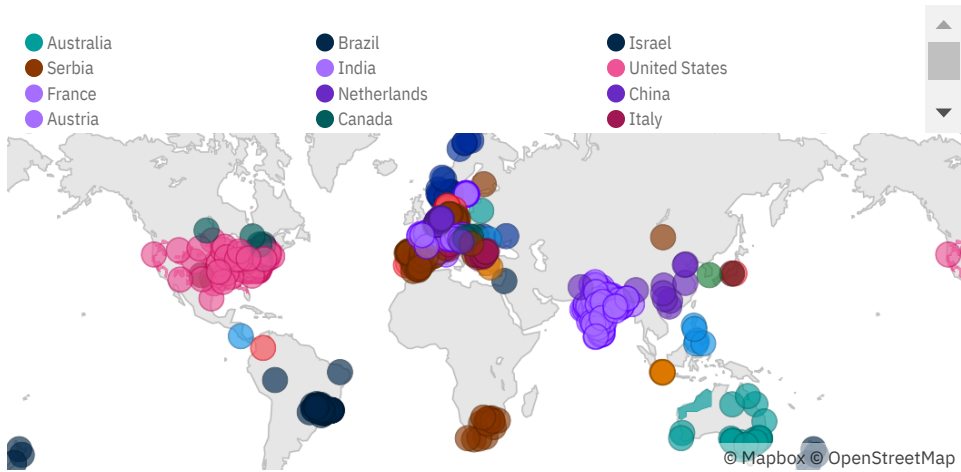 Australia Brazil Israel
Serbia India United States
France Netherlands China
Austria Canada Italy
© Mapbox © OpenStreetMap